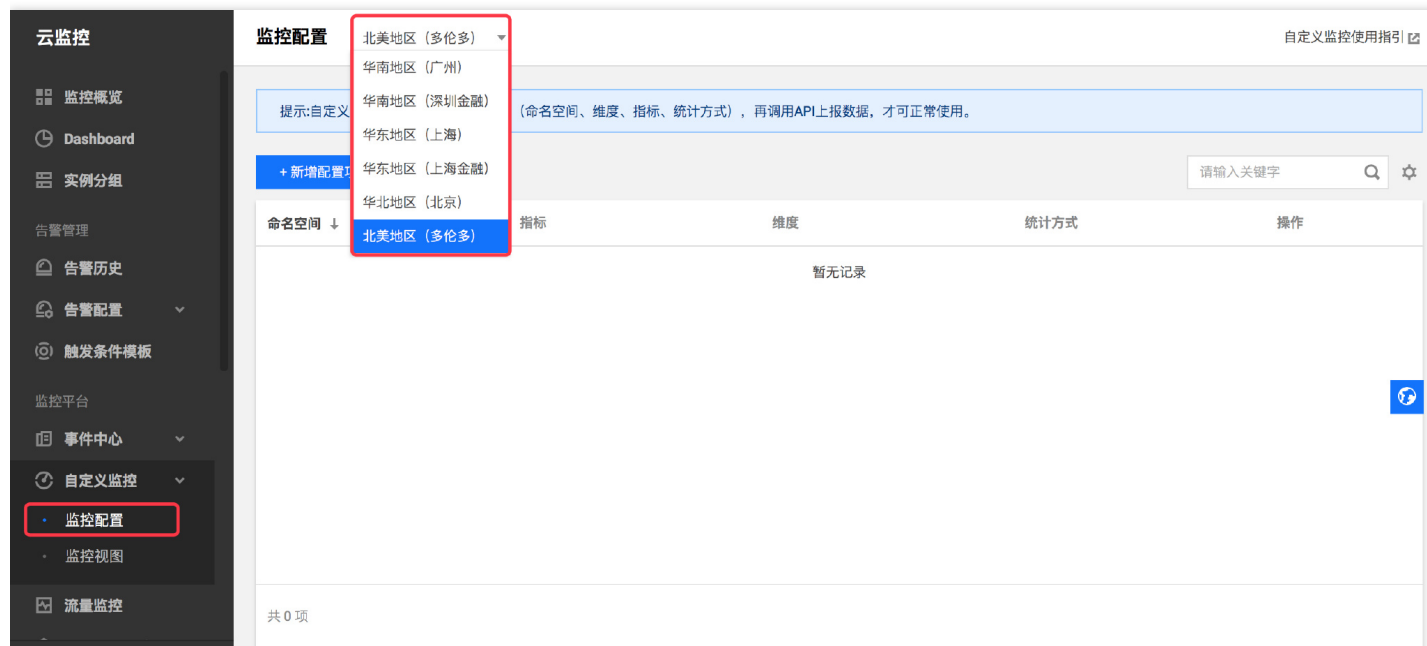 云监控
监控概览
Dashboard
实例分组
告警管理
告警历史
告警配置
触发条件模板
监控平台
事件中心
自定义监控
监控配置
监控视图
流量监控
监控配置 北美地区（多伦多） 自定义监控使用指引
华南地区（广州）
华南地区（深圳金融）
华东地区（上海）
华东地区（上海金融）
华北地区（北京）
北美地区（多伦多）
提示:自定义 （命名空间、维度、指标、统计方式），再调用API上报数据，才可正常使用。
+ 新增配置 请输入关键字
命名空间 ↓ 指标 维度 统计方式 操作
暂无记录
共 0 项